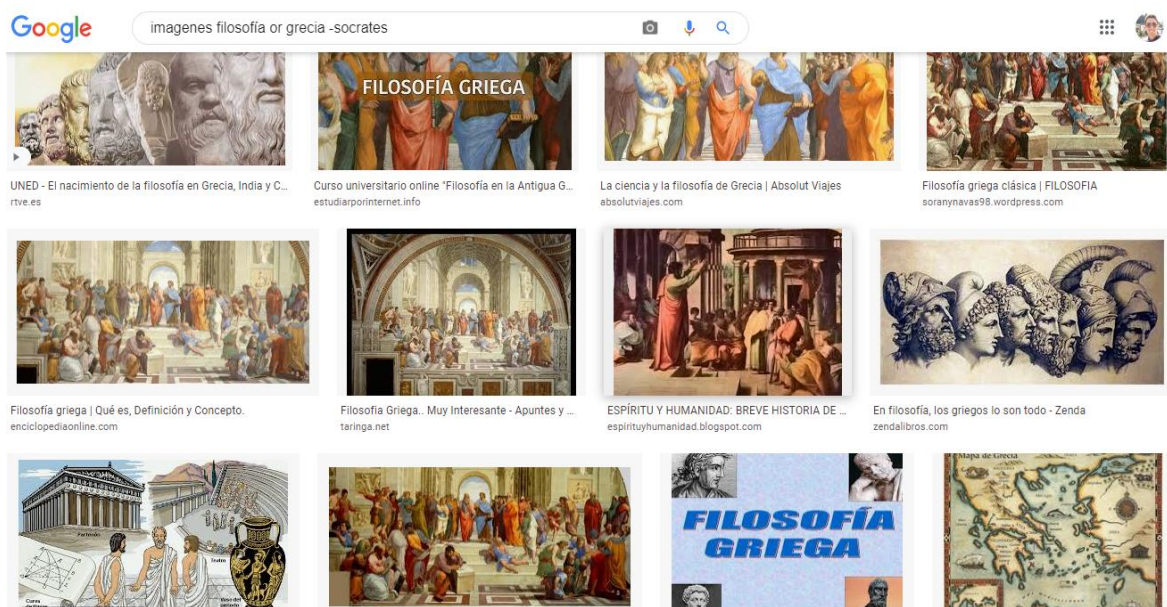 Google
imagenes filosofía or grecia -socrates
FILOSOFÍA GRIEGA
UNED - El nacimiento de la filosofía en Grecia, India y C...
rtve.es
Curso universitario online "Filosofía en la Antigua G...
estudiarporinternet.info
La ciencia y la filosofía de Grecia | Absolut Viajes
absolutviajes.com
Filosofía griega clásica | FILOSOFIA
soranynavas98.wordpress.com
Filosofía griega | Qué es, Definición y Concepto.
enciclopediaonline.com
Filosofia Griega.. Muy Interesante - Apuntes y ...
taringa.net
ESPÍRITU Y HUMANIDAD: BREVE HISTORIA DE ...
espirituyhumanidad.blogspot.com
En filosofía, los griegos lo son todo - Zenda
zendalibros.com
Partenón
Teatro
FILOSOFÍA
GRIEGA
Mapa de Grecia